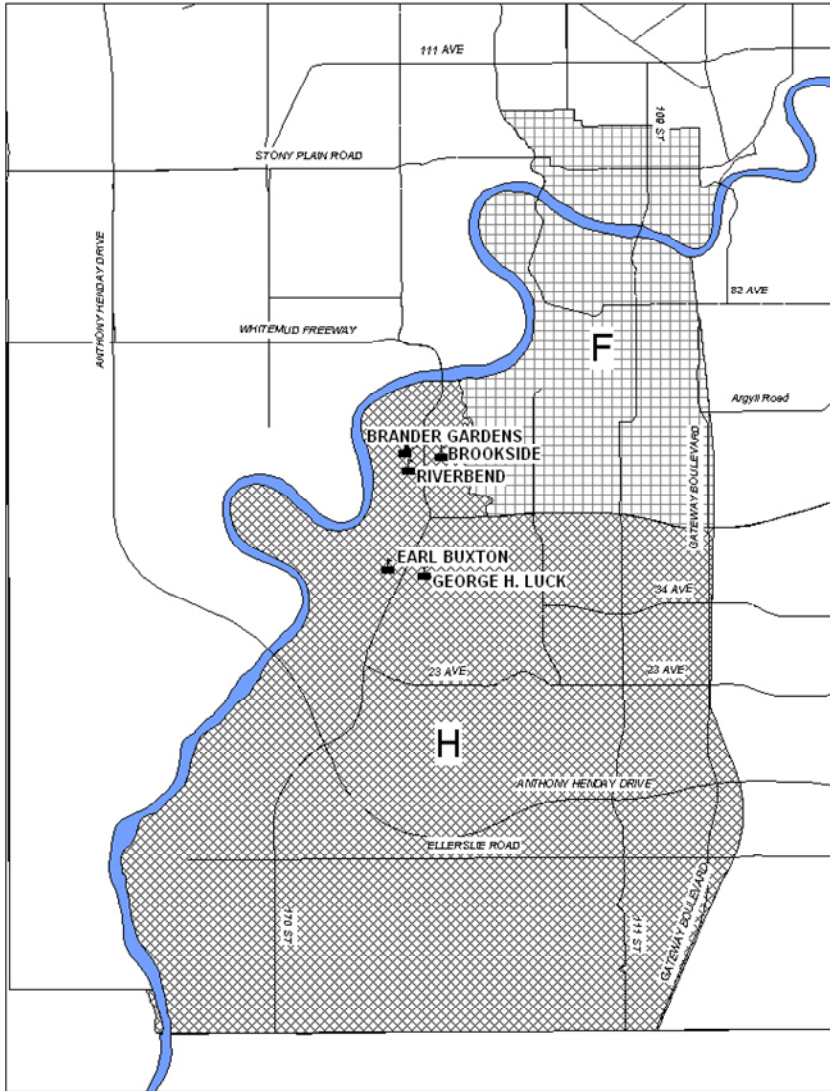 111 AVE
109 ST
STONY PLAIN ROAD
ANTHONY HENDAY DRIVE
82 AVE
WHITEMUD FREEWAY
F
Argyll Road
BRANDER GARDENS
BROOKSIDE
RIVERBEND
GATEWAY BOULEVARD
EARL BUXTON
GEORGE H. LUCK
34 AVE
23 AVE
23 AVE
H
ANTHONY HENDAY DRIVE
ELLERSLIE ROAD
170 ST
111 ST
GATEWAY BOULEVARD